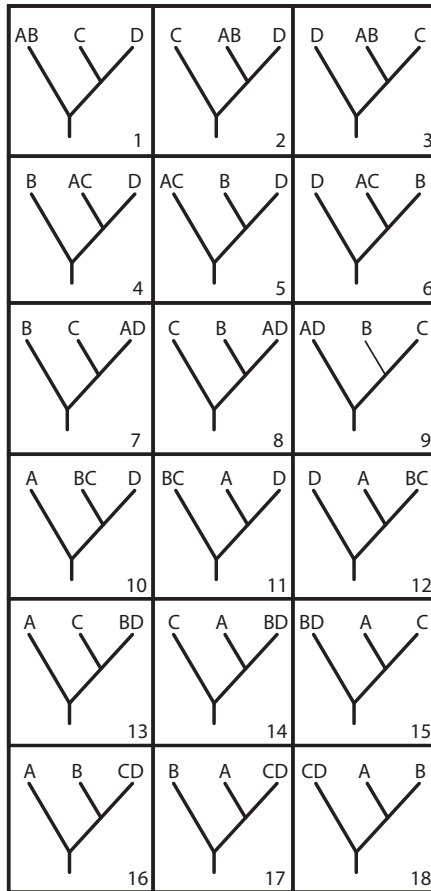 AB C D AB C D D AB C
1 2 3
B AC D AC B D D AC B
4 5 6
B C AD C B AD AD B C
7 8 9
A BC D BC A D D A BC
10 11 12
A C BD C A BD BD A C
13 14 15
A B CD B A CD CD A B
16 17 18